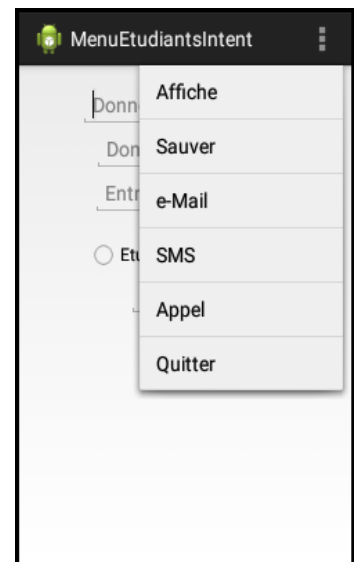 MenuEtudiantsIntent
Affiche
Sauver
e-Mail
SMS
Appel
Quitter